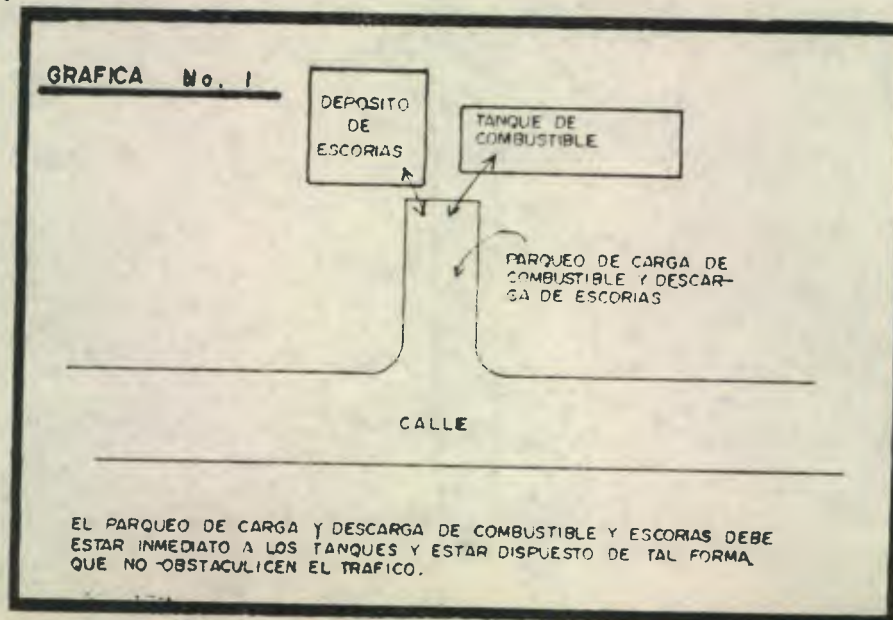 GRAFICA No. 1
DEPOSITO
DE
ESCORIAS
TANQUE DE
COMBUSTIBLE
PARQUEO DE CARGA DE
COMBUSTIBLE Y DESCAR-
GA DE ESCORIAS
CALLE
EL PARQUEO DE CARGA Y DESCARGA DE COMBUSTIBLE Y ESCORIAS DEBE
ESTAR INMEDIATO A LOS TANQUES Y ESTAR DISPUESTO DE TAL FORMA
QUE NO OBSTACULICEN EL TRAFICO.